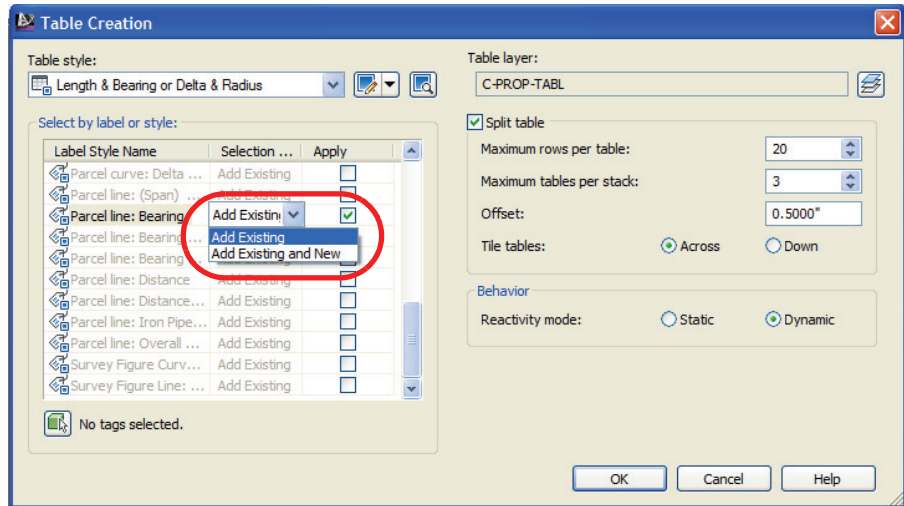 Table Creation
Table style:
Length & Bearing or Delta & Radius
Select by label or style:
Label Style Name Selection ... Apply
Parcel curve: Delta ... Add Existing
Parcel line: (Span) ... Add Existing
Parcel line: Bearing Add Existing
Add Existing
Add Existing and New
Parcel line: Bearing ...
Parcel line: Bearing ...
Parcel line: Distance Add Existing
Parcel line: Distance... Add Existing
Parcel line: Iron Pipe... Add Existing
Parcel line: Overall ... Add Existing
Survey Figure Curv... Add Existing
Survey Figure Line: ... Add Existing
No tags selected.
Table layer:
C-PROP-TABL
Split table
Maximum rows per table: 20
Maximum tables per stack: 3
Offset: 0.5000"
Tile tables: Across Down
Behavior
Reactivity mode: Static Dynamic
OK Cancel Help